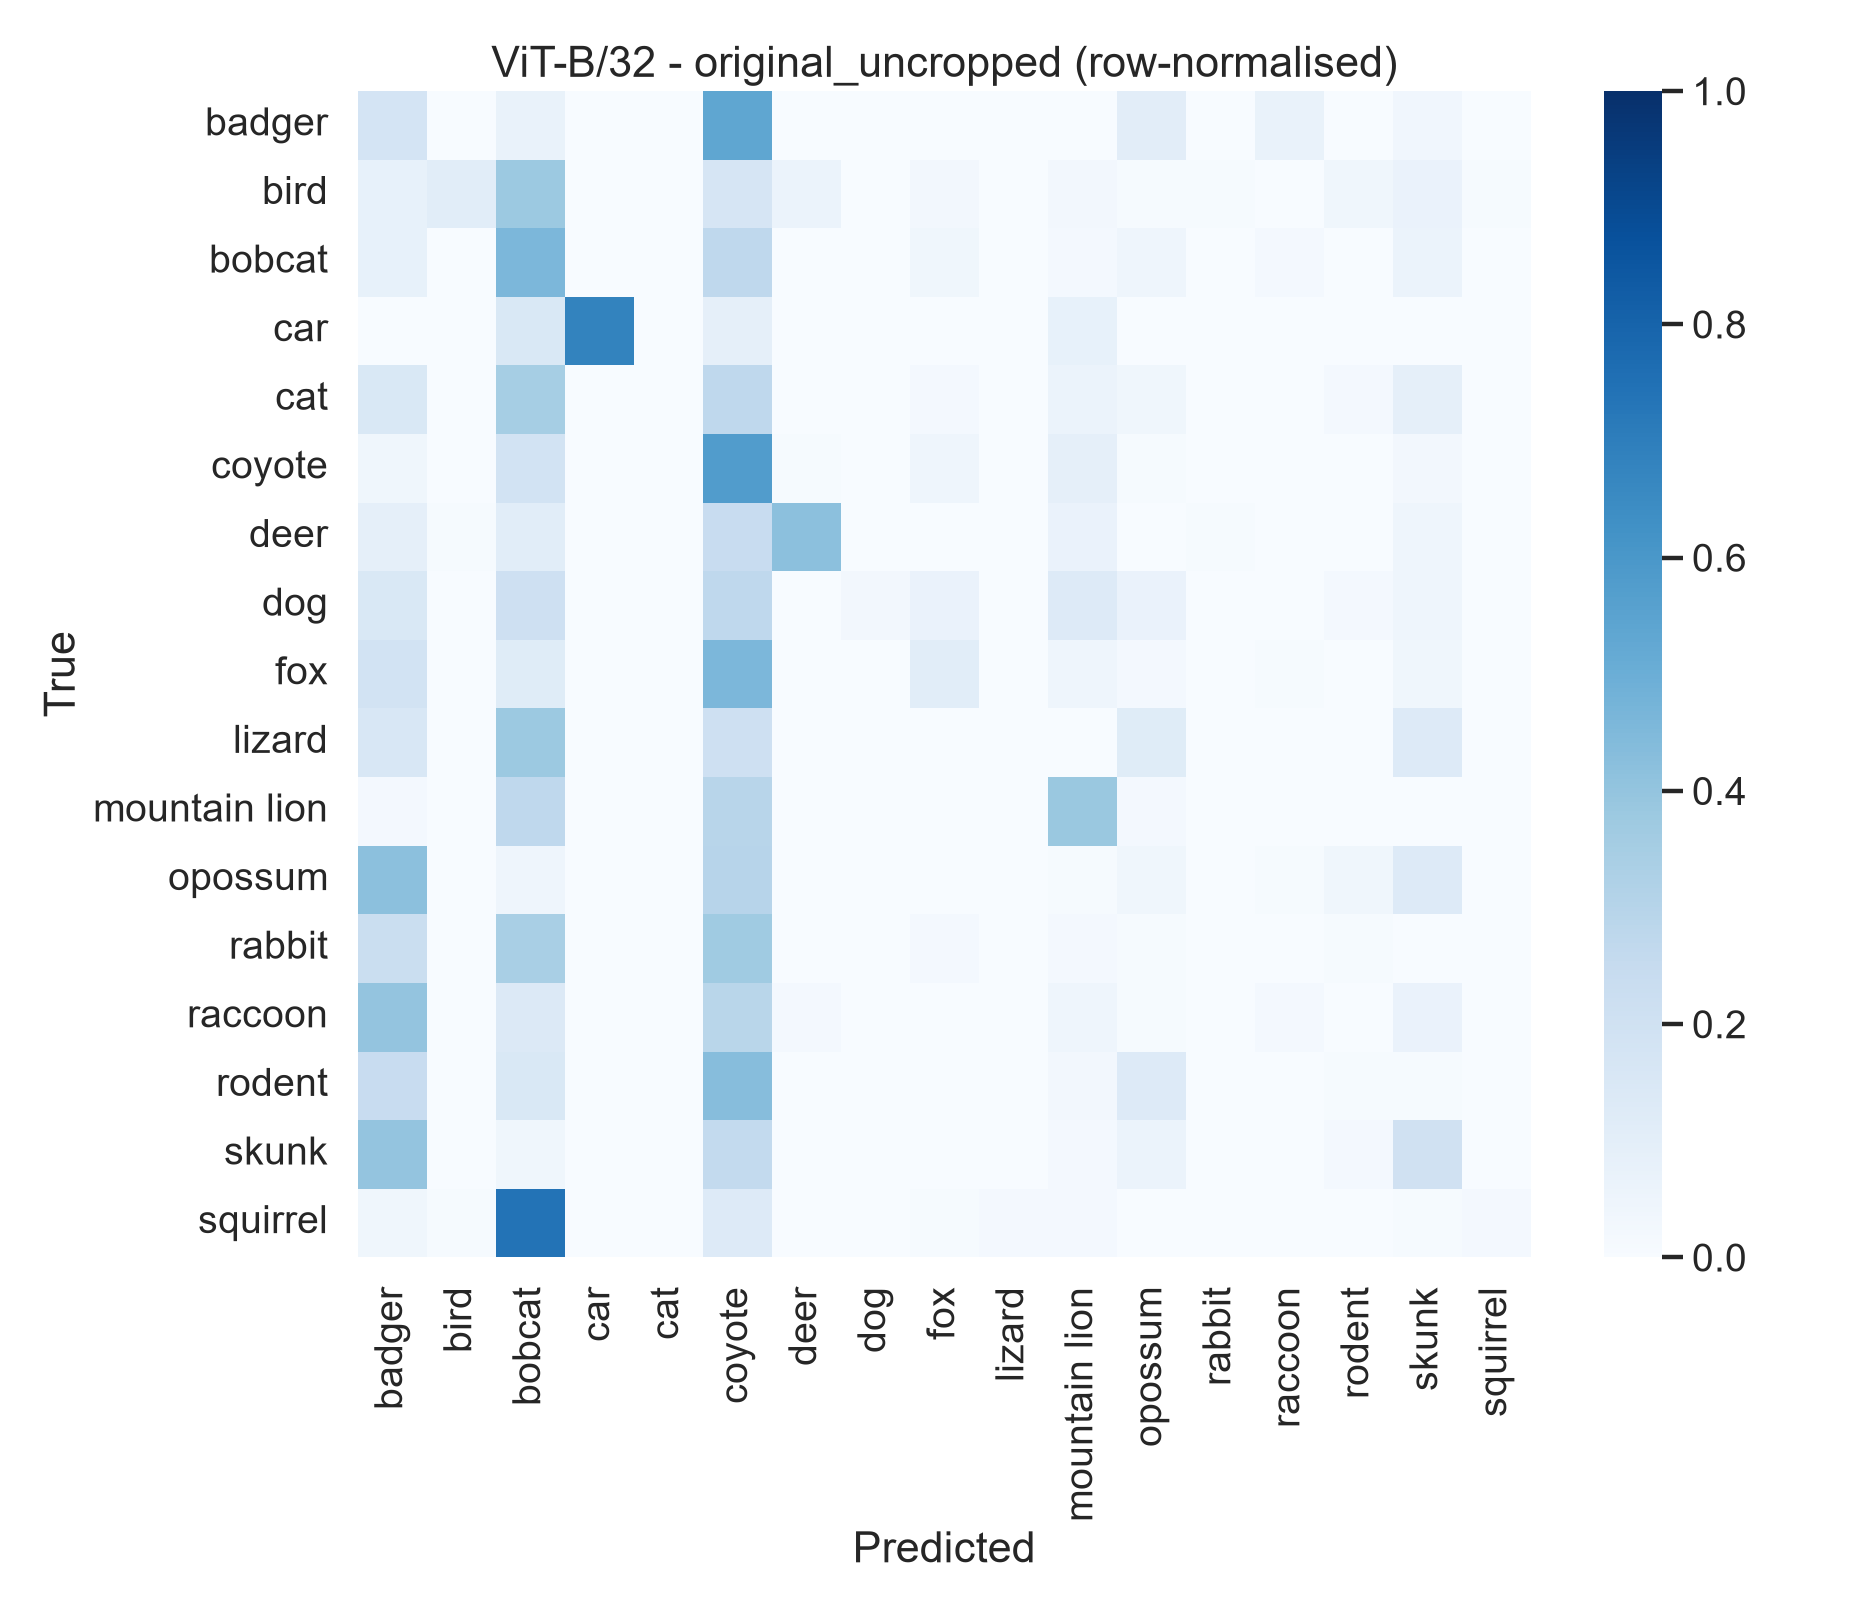 ViT-B/32 - original_uncropped (row-normalised)
True
badger
bird
bobcat
car
cat
coyote
deer
dog
fox
lizard
mountain lion
opossum
rabbit
raccoon
rodent
skunk
squirrel
badger
bird
bobcat
car
cat
coyote
deer
dog
fox
lizard
mountain lion
opossum
rabbit
raccoon
rodent
skunk
squirrel
Predicted
1.0
0.8
0.6
0.4
0.2
0.0